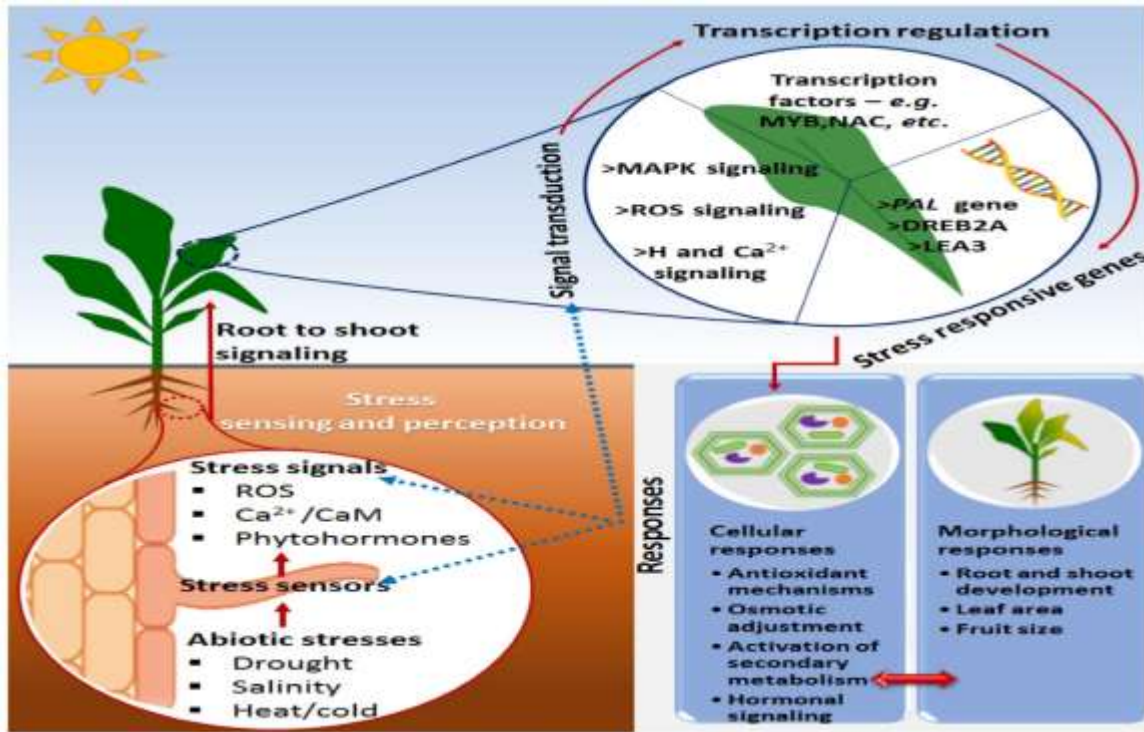 Transcription regulation
Transcription
factors – e.g.
MYB,NAC, etc.
Signal transduction
>MAPK signaling
>ROS signaling
>H and Ca²⁺
signaling
>PAL gene
>DREB2A
>LEA3
Stress responsive genes
Root to shoot
signaling
Stress
sensing and perception
Stress signals
▪ ROS
▪ Ca²⁺/CaM
▪ Phytohormones
Stress sensors
Abiotic stresses
▪ Drought
▪ Salinity
▪ Heat/cold
Responses
Cellular
responses
• Antioxidant
mechanisms
• Osmotic
adjustment
• Activation of
secondary
metabolism
• Hormonal
signaling
Morphological
responses
• Root and shoot
development
• Leaf area
• Fruit size